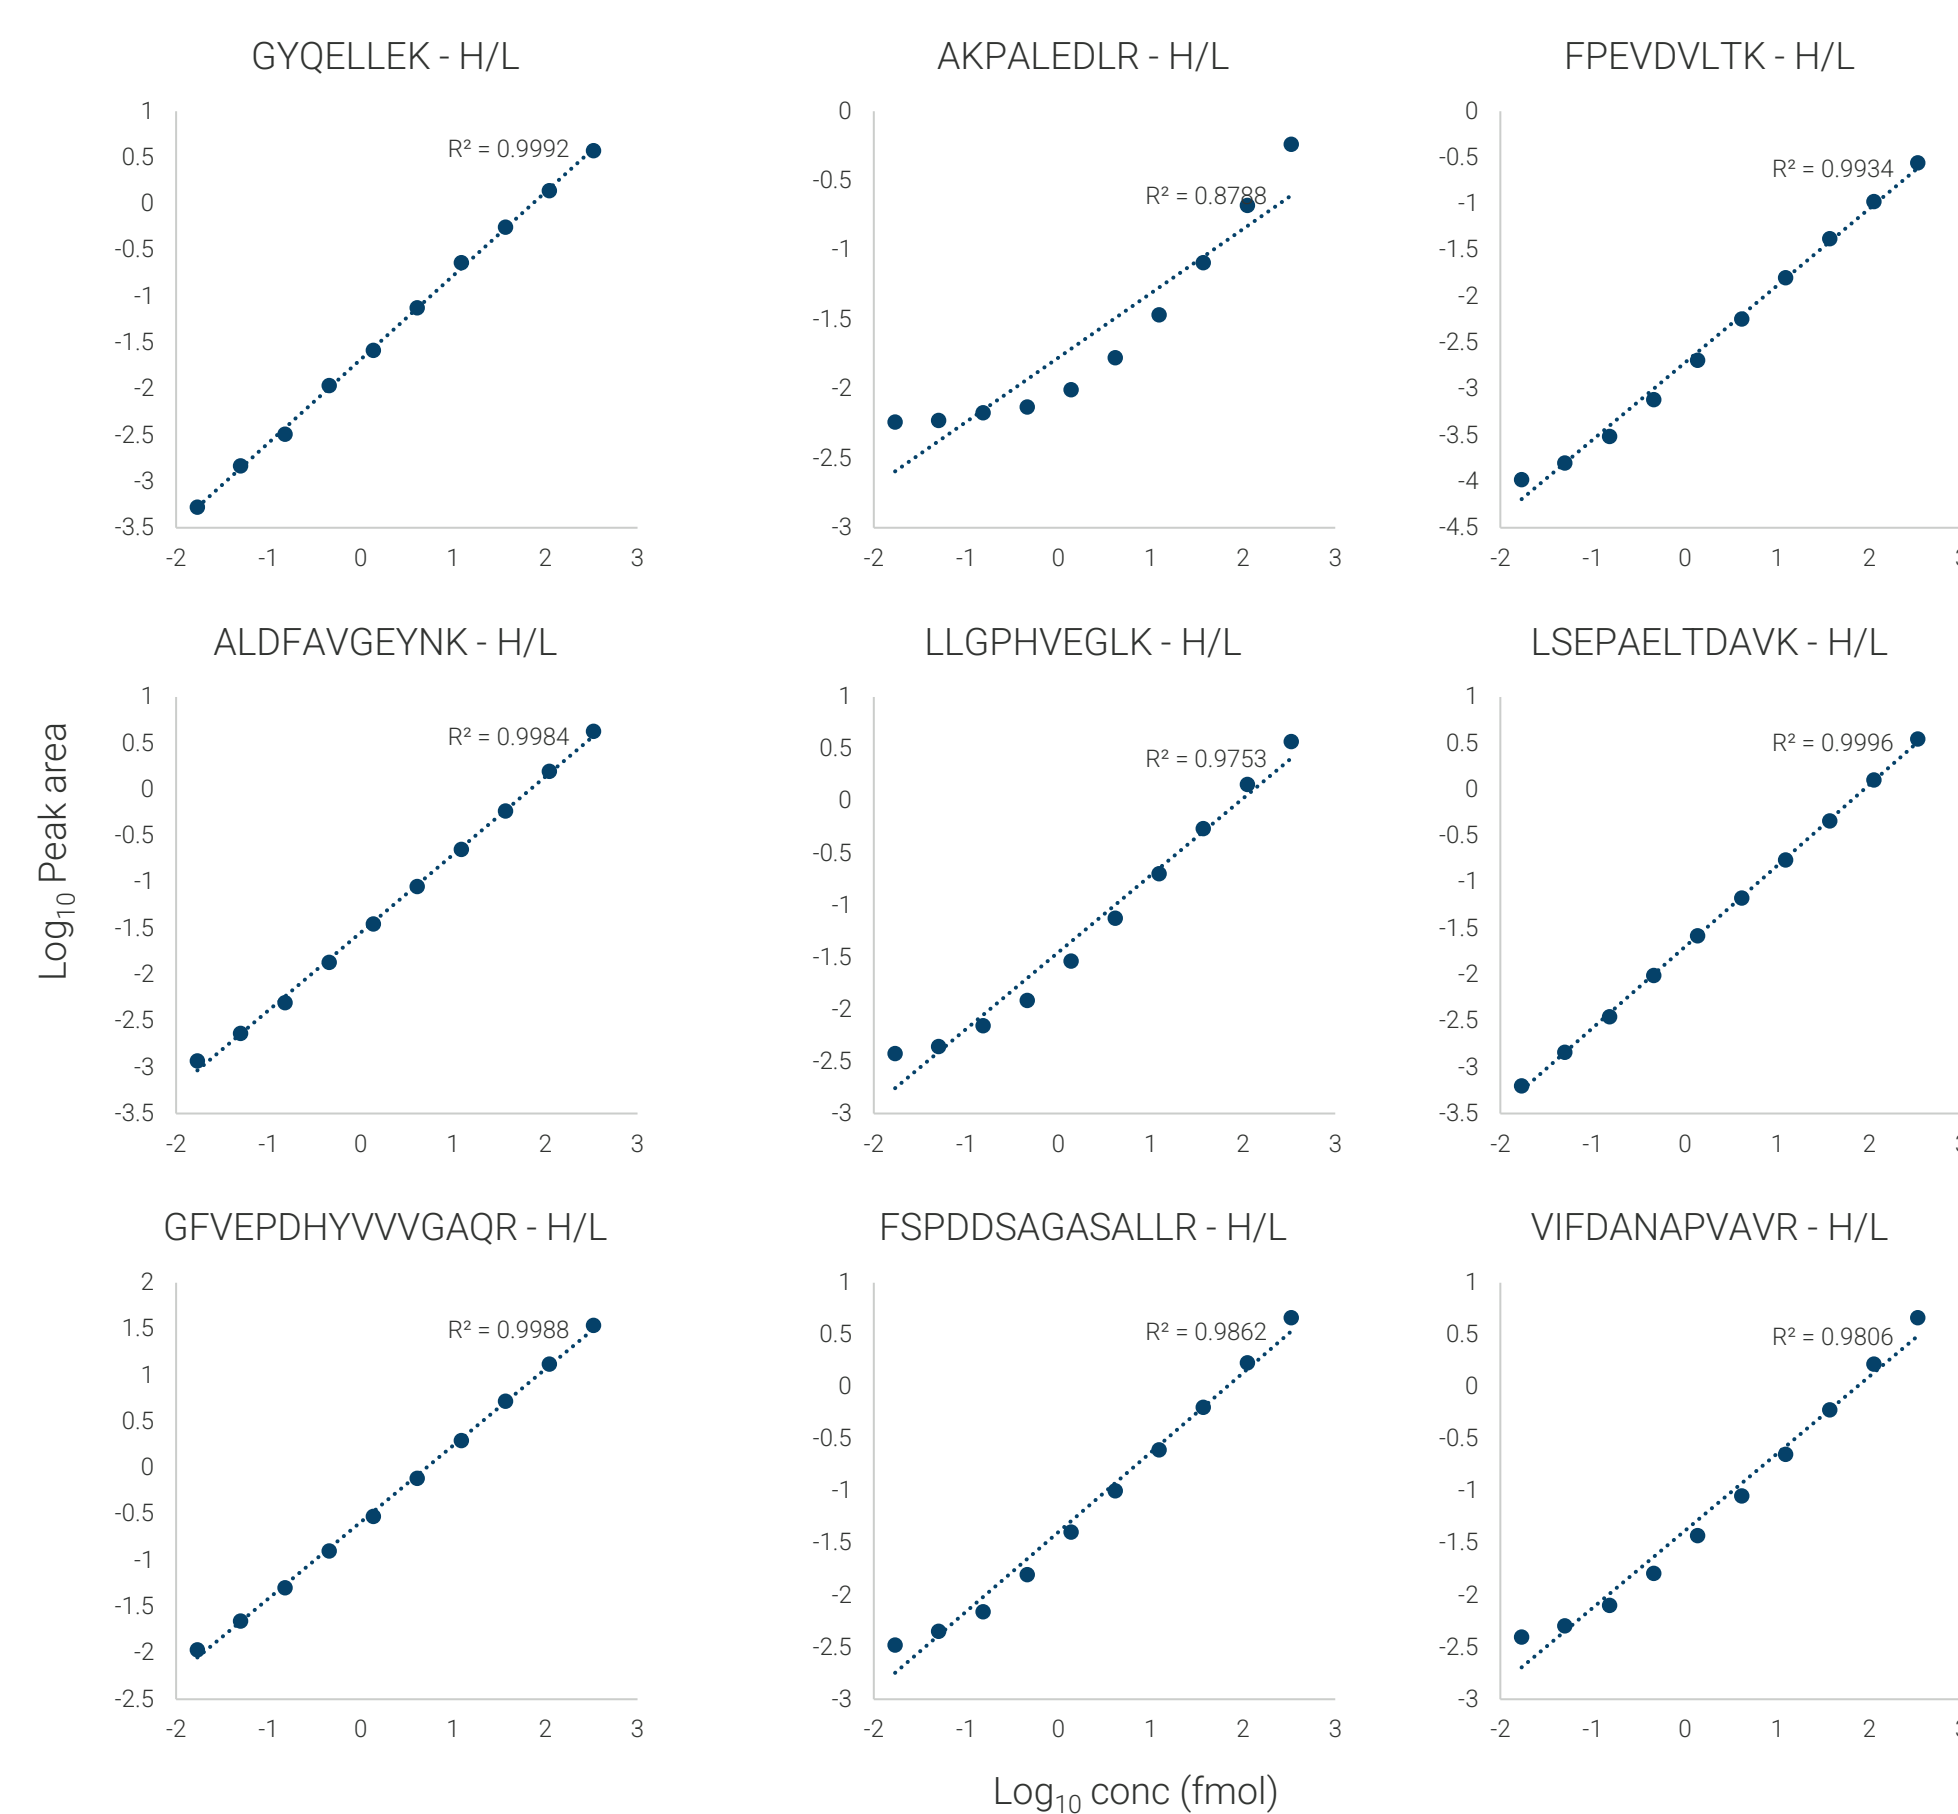 GYQELLEK - H/L
AKPALEDLR - H/L
FPEVDVLTK - H/L
1
0.5
0
-0.5
-1
-1.5
-2
-2.5
-3
-3.5
R² = 0.9992
-2 -1 0 1 2 3
0
-0.5
-1
-1.5
-2
-2.5
-3
R² = 0.8788
-2 -1 0 1 2 3
0
-0.5
-1
-1.5
-2
-2.5
-3
-3.5
-4
-4.5
R² = 0.9934
-2 -1 0 1 2
ALDFAVGEYNK - H/L
LLGPHVEGLK - H/L
LSEPAELTDAVK - H/L
Log10 Peak area
1
0.5
0
-0.5
-1
-1.5
-2
-2.5
-3
-3.5
R² = 0.9984
-2 -1 0 1 2 3
1
0.5
0
-0.5
-1
-1.5
-2
-2.5
-3
R² = 0.9753
-2 -1 0 1 2 3
1
0.5
0
-0.5
-1
-1.5
-2
-2.5
-3
-3.5
R² = 0.9996
-2 -1 0 1 2
GFVEPDHYVVVGAQR - H/L
FSPDDSAGASALLR - H/L
VIFDANAPVAVR - H/L
2
1.5
1
0.5
0
-0.5
-1
-1.5
-2
-2.5
R² = 0.9988
-2 -1 0 1 2 3
1
0.5
0
-0.5
-1
-1.5
-2
-2.5
-3
R² = 0.9862
-2 -1 0 1 2 3
1
0.5
0
-0.5
-1
-1.5
-2
-2.5
-3
R² = 0.9806
-2 -1 0 1 2
Log10 conc (fmol)